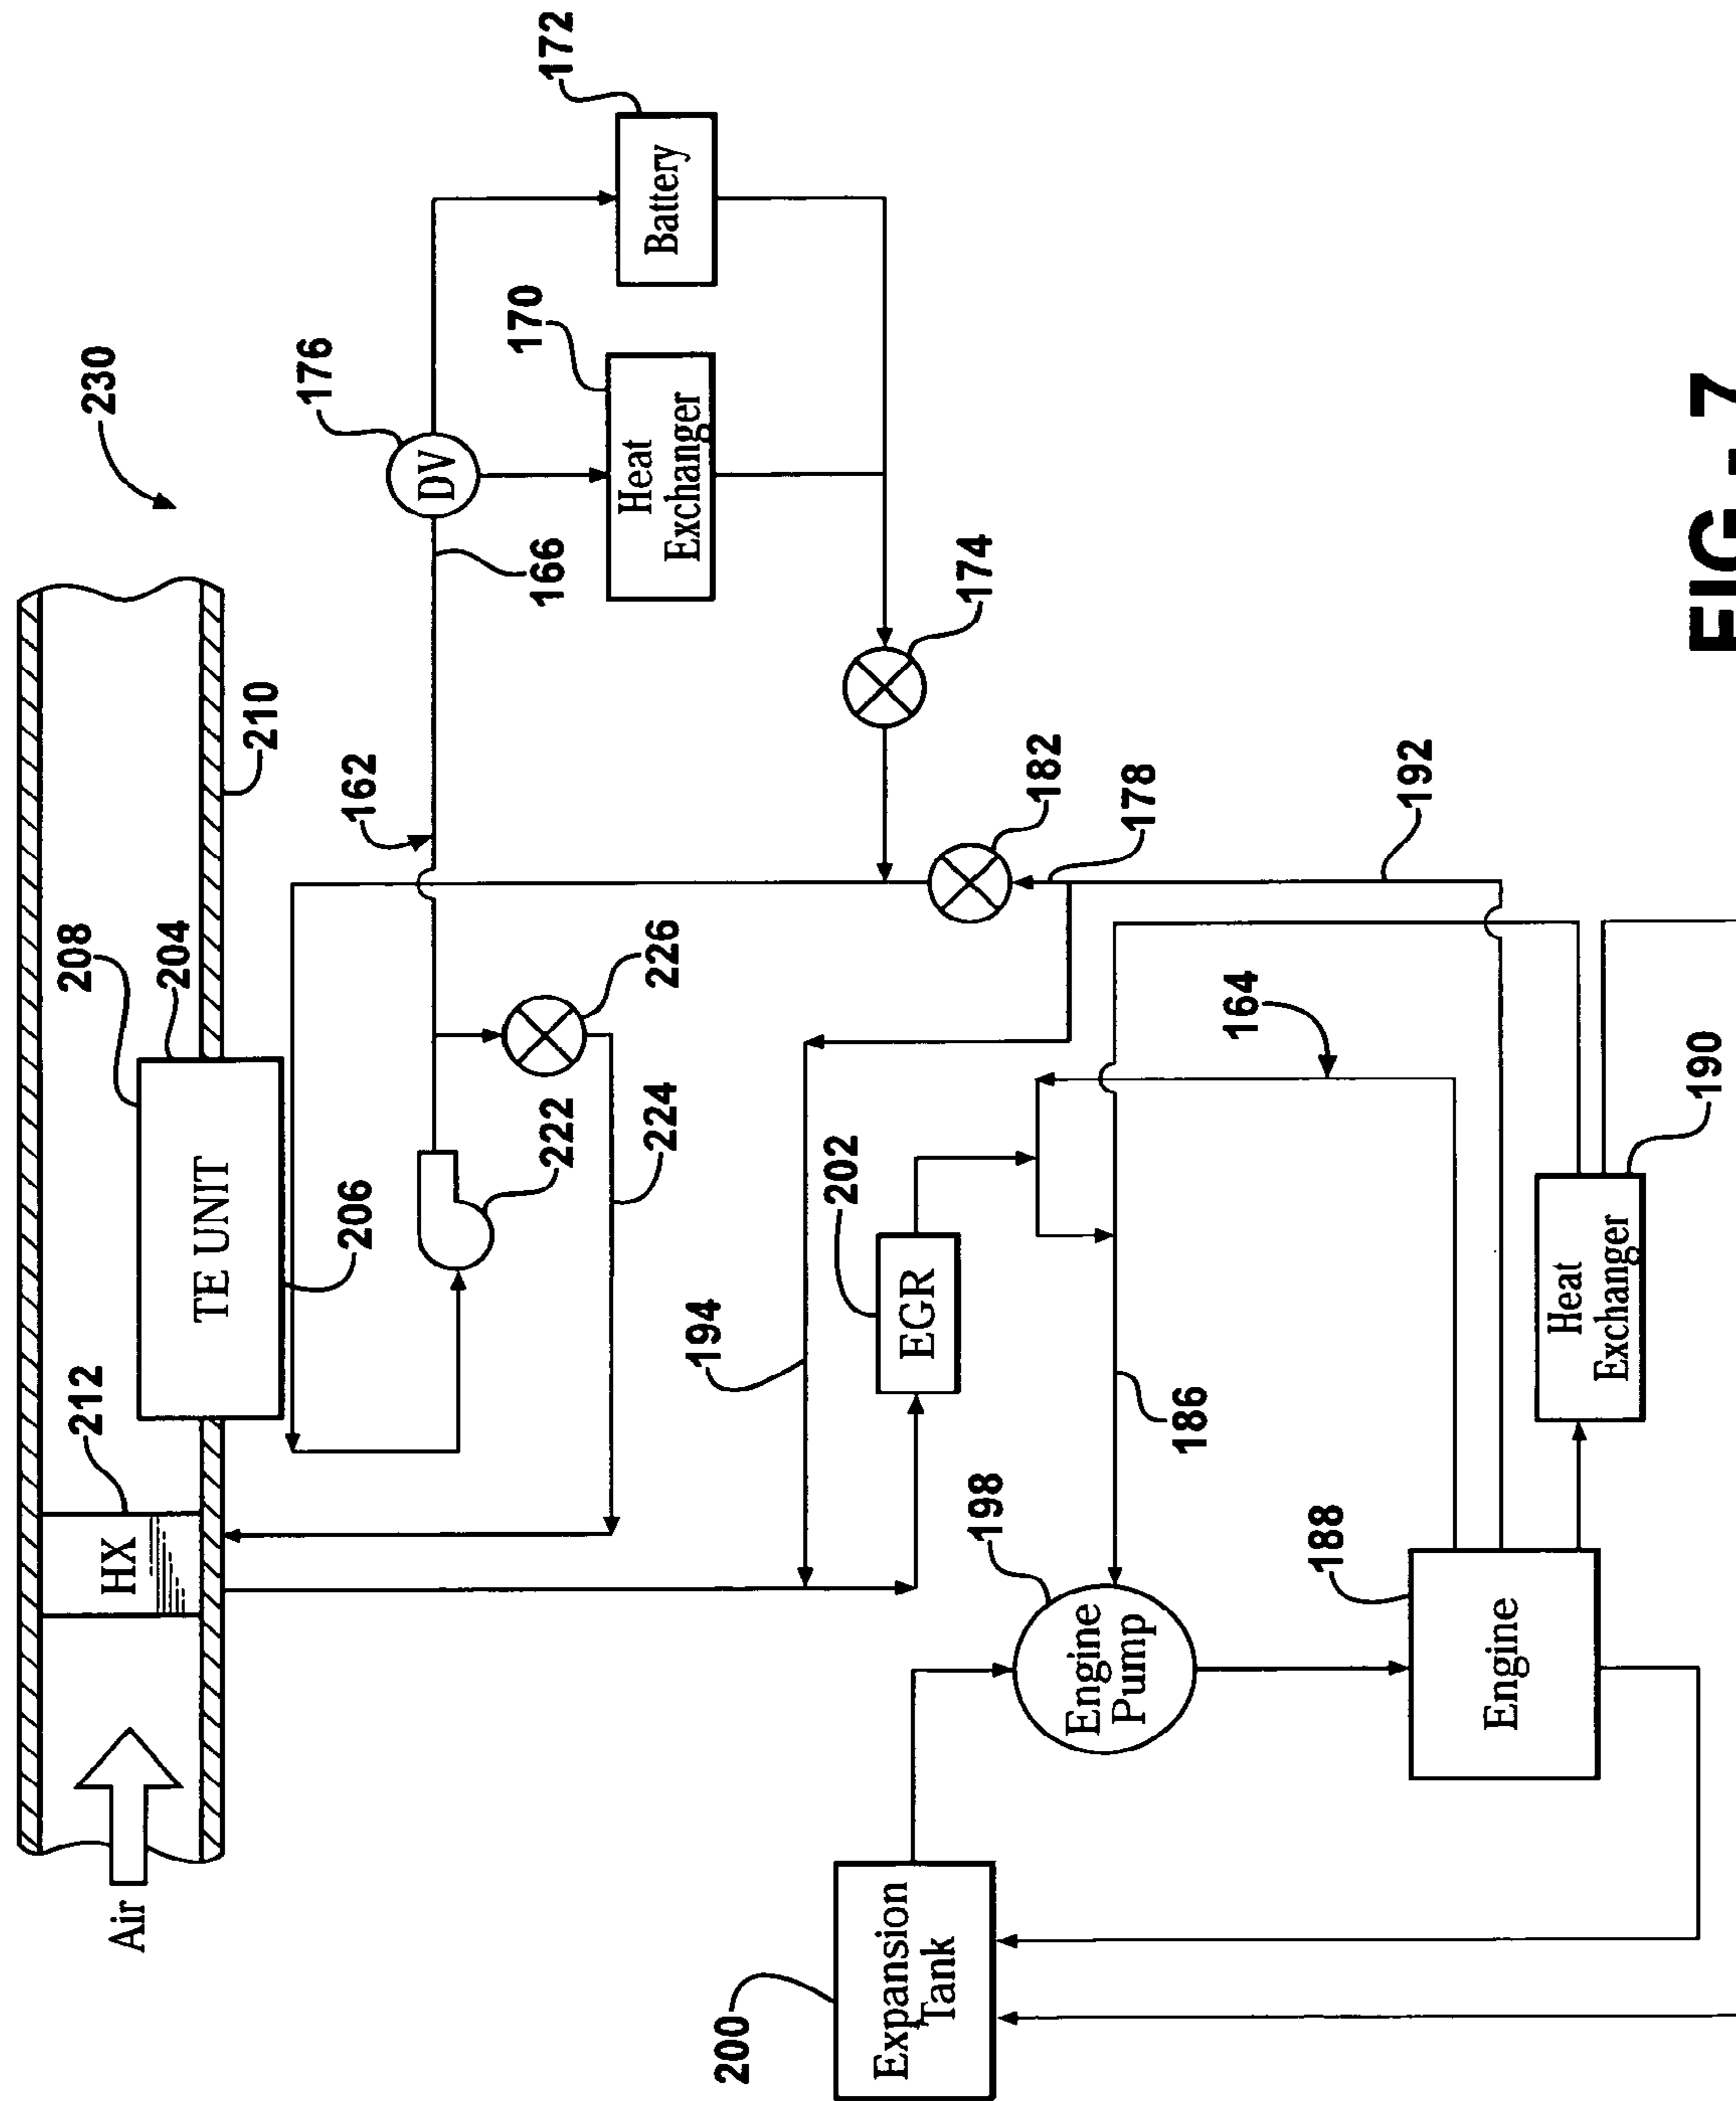 208
212
230
Air
HX
204
TE UNIT
210
176
162
206
DV
170
166
172
222
Heat
Exchanger
Battery
224
226
194
200
202
Expansion
Tank
EGR
174
198
182
Engine
Pump
178
186
164
188
192
Engine
Heat
Exchanger
190
FIG - 7